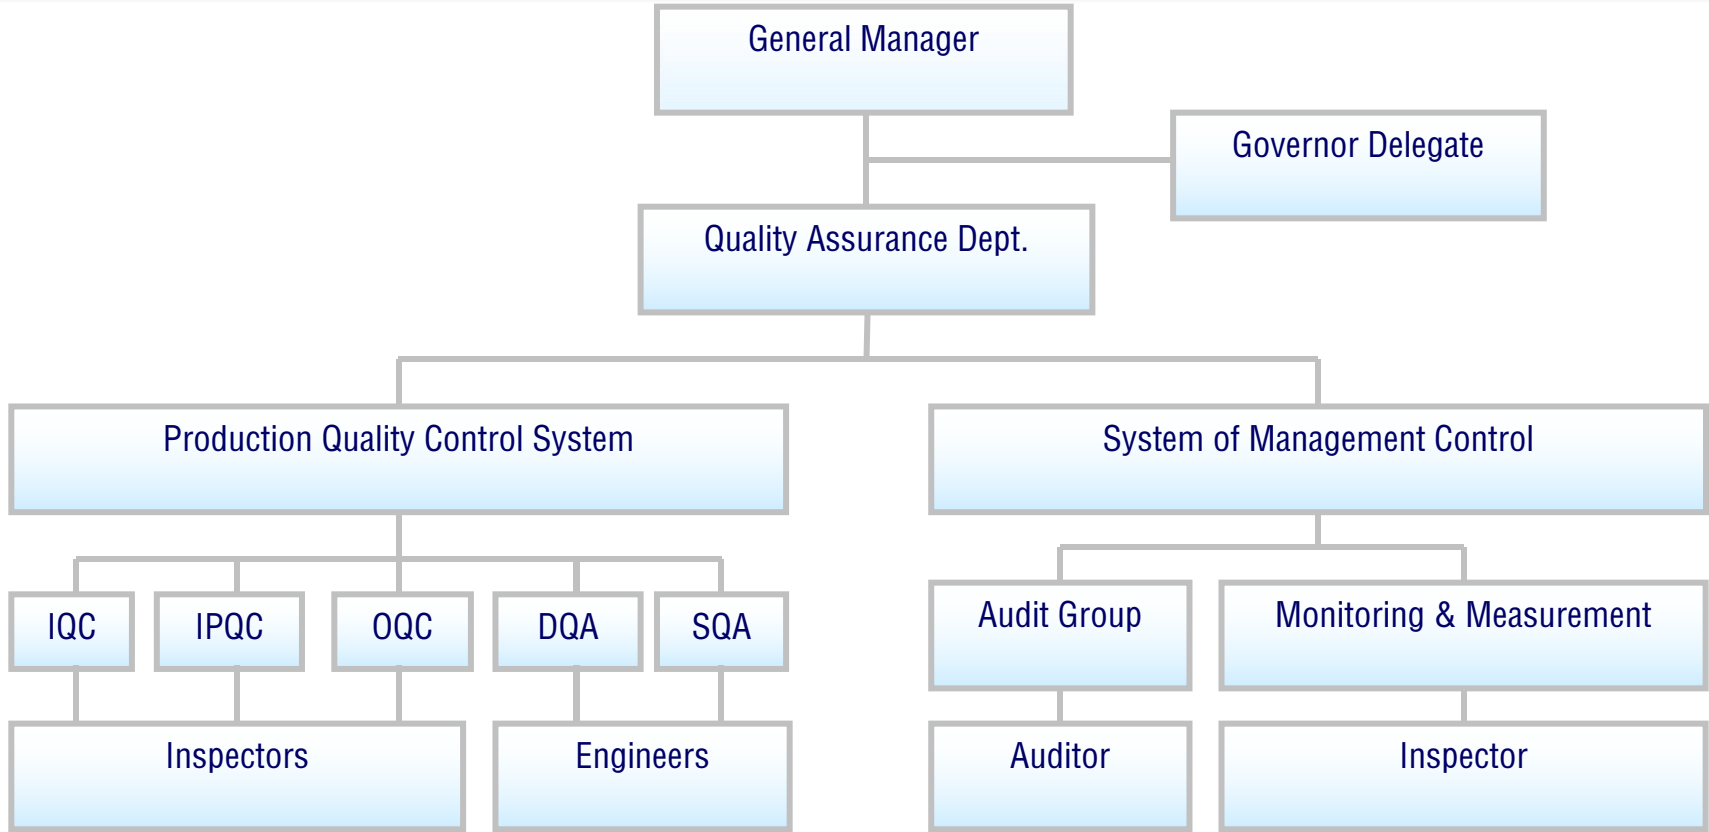 General Manager
Governor Delegate
Quality Assurance Dept.
Production Quality Control System
System of Management Control
IQC
IPQC
OQC
DQA
SQA
Audit Group
Monitoring & Measurement
Inspectors
Engineers
Auditor
Inspector